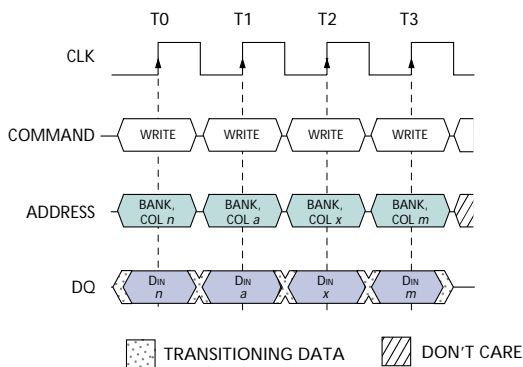 T0 T1 T2 T3
CLK
COMMAND WRITE WRITE WRITE WRITE
ADDRESS BANK, COL n BANK, COL a BANK, COL x BANK, COL m
DQ DIN n DIN a DIN x DIN m
TRANSITIONING DATA DON'T CARE